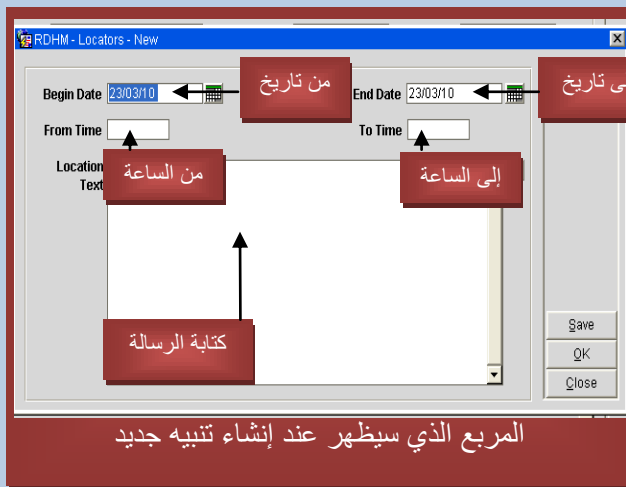 RDHM - Locators - New
Begin Date 23/03/10 من تاريخ End Date 23/03/10 ى تاريخ
From Time To Time
Location
Text
من الساعة إلى الساعة
كتابة الرسالة
Save
OK
Close
المربع الذي سيظهر عند إنشاء تنبيه جديد